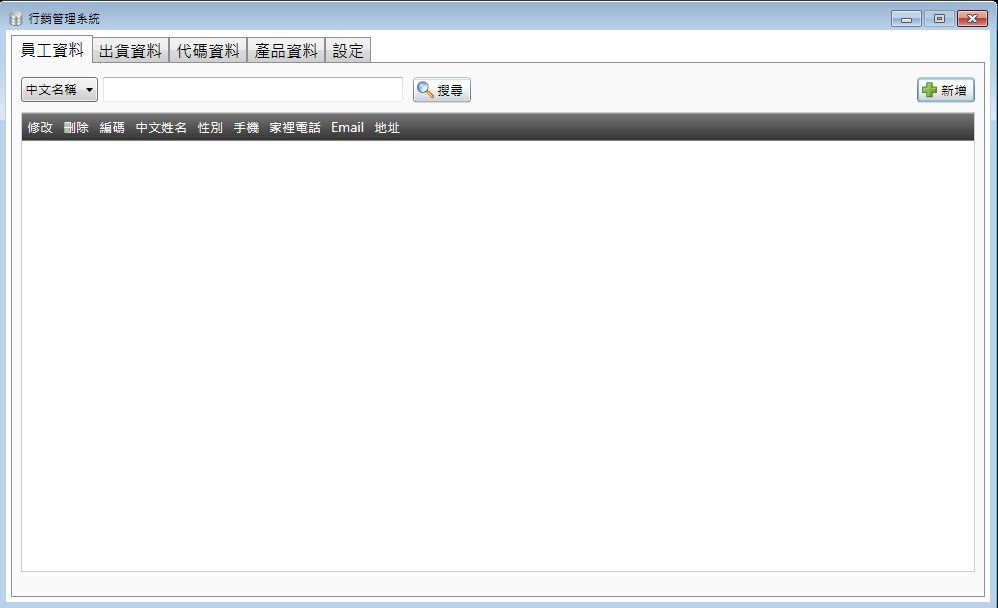 行銷管理系統
員工資料 出貨資料 代碼資料 產品資料 設定
中文名稱 搜尋 新增
修改 刪除 編碼 中文姓名 性別 手機 家裡電話 Email 地址